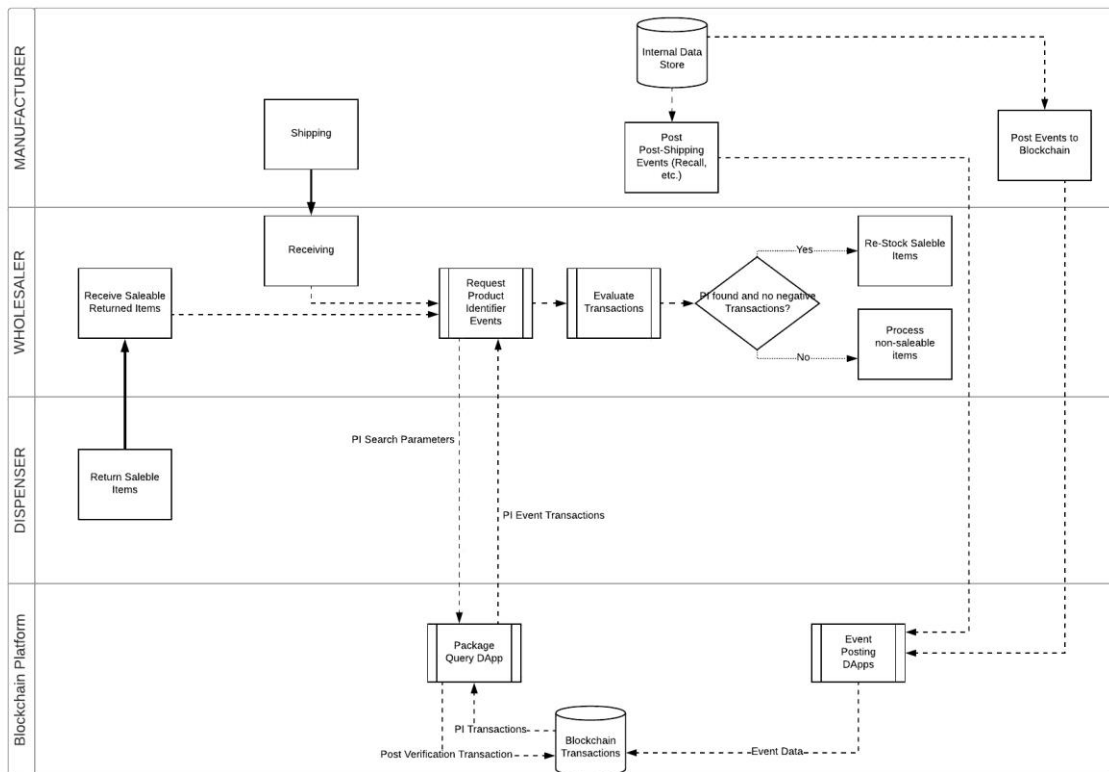 MANUFACTURER
Internal Data
Store
Shipping
Post
Post-Shipping
Events (Recall,
etc.)
Post Events to
Blockchain
WHOLESALER
Receiving
Receive Saleable
Returned Items
Request
Product
Identifier
Events
Evaluate
Transactions
PI found and no negative
Transactions?
Yes
No
Re-Stock Saleble
Items
Process
non-saleable
items
DISPENSER
Return Saleble
Items
PI Search Parameters
PI Event Transactions
Blockchain Platform
Package
Query DApp
Event
Posting
DApps
PI Transactions
Post Verification Transaction
Blockchain
Transactions
Event Data